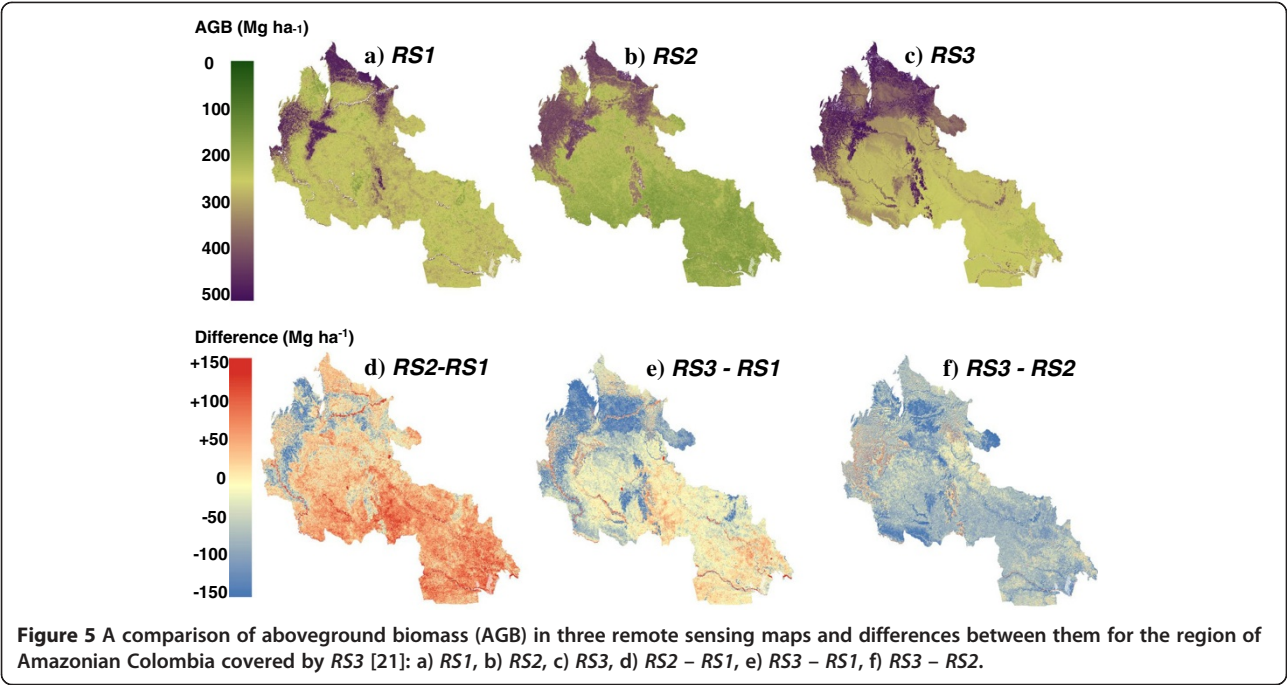 AGB (Mg ha-1)
0
100
200
300
400
500
a) RS1
b) RS2
c) RS3
Difference (Mg ha-1)
+150
+100
+50
0
-50
-100
-150
d) RS2-RS1
e) RS3 - RS1
f) RS3 - RS2
Figure 5 A comparison of aboveground biomass (AGB) in three remote sensing maps and differences between them for the region of
Amazonian Colombia covered by RS3 [21]: a) RS1, b) RS2, c) RS3, d) RS2 – RS1, e) RS3 – RS1, f) RS3 – RS2.